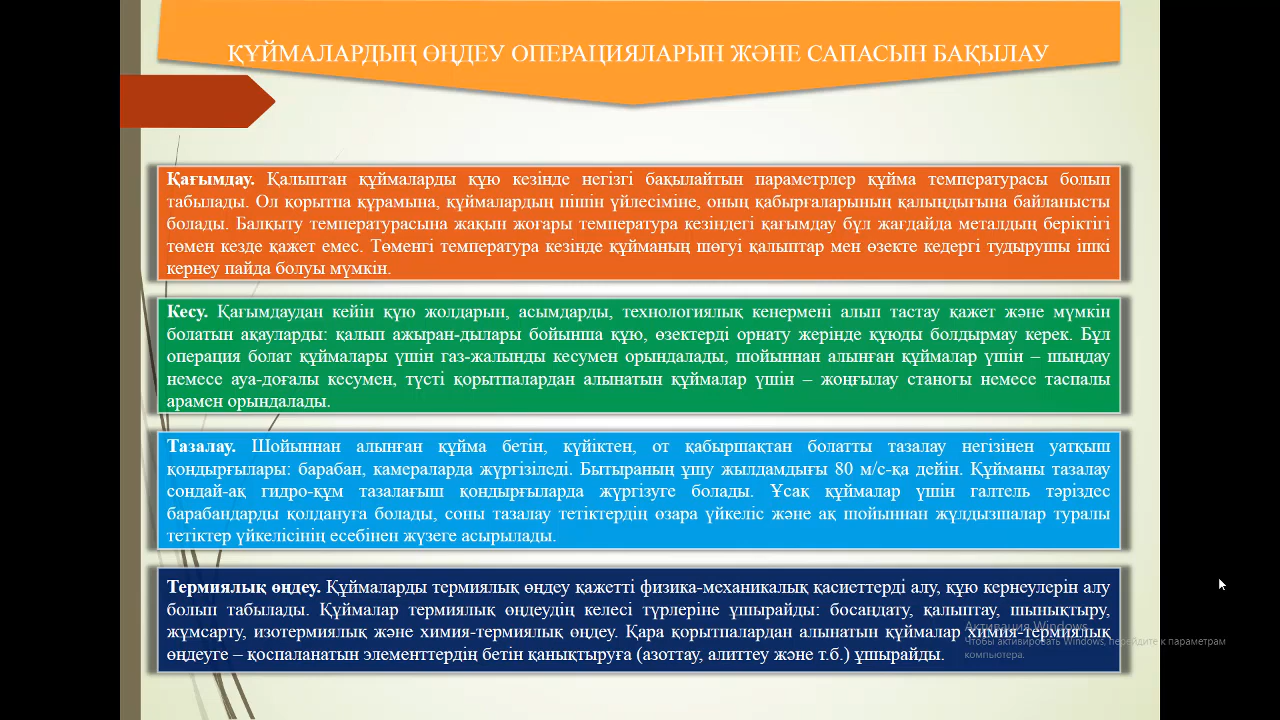 ҚҰЙМАЛАРДЫҢ ӨҢДЕУ ОПЕРАЦИЯЛАРЫН ЖӘНЕ САПАСЫН БАҚЫЛАУ
Қағымдау. Қалыптан құймаларды құю кезінде негізгі бақылайтын параметрлер құйма температурасы болып
табылады. Ол қорытпа құрамына, құймалардың пішін үйлесіміне, оның қабырғаларының қалыңдығына байланысты
болады. Балқыту температурасына жақын жоғары температура кезіндегі қағымдау бұл жағдайда металдың беріктігі
төмен кезде қажет емес. Төменгі температура кезінде құйманың шөгуі қалыптар мен өзекте кедергі тудырушы ішкі
кернеу пайда болуы мүмкін.
Кесу. Қағымдаудан кейін құю жолдарын, асымдарды, технологиялық кенермені алып тастау қажет және мүмкін
болатын ақауларды: қалып ажыран-дылары бойынша құю, өзектерді орнату жерінде құюды болдырмау керек. Бұл
операция болат құймалары үшін газ-жалынды кесумен орындалады, шойыннан алынған құймалар үшін – шыңдау
немесе ауа-доғалы кесумен, түсті қорытпалардан алынатын құймалар үшін – жоңғылау станогы немесе таспалы
арамен орындалады.
Тазалау. Шойыннан алынған құйма бетін, күйіктен, от қабыршақтан болатты тазалау негізінен уатқыш
қондырғылары: барабан, камераларда жүргізіледі. Бытыраның ұшу жылдамдығы 80 м/с-қа дейін. Құйманы тазалау
сондай-ақ гидро-құм тазалағыш қондырғыларда жүргізуге болады. Ұсақ құймалар үшін галтель тәріздес
барабандарды қолдануға болады, соны тазалау тетіктердің өзара үйкеліс және ақ шойыннан жұлдызшалар туралы
тетіктер үйкелісінің есебінен жүзеге асырылады.
Термиялық өңдеу. Құймаларды термиялық өңдеу қажетті физика-механикалық қасиеттерді алу, құю кернеулерін алу
болып табылады. Құймалар термиялық өңдеудің келесі түрлеріне ұшырайды: босаңдату, қалыптау, шынықтыру,
жұмсарту, изотермиялық және химия-термиялық өңдеу. Қара қорытпалардан алынатын құймалар химия-термиялық
өңдеуге – қосалқанатын элементтердің бетін қанықтыруға (азоттау, алиттеу және т.б.) ұшырайды.
Активация Windows
Чтобы активировать Windows, перейдите к параметрам
компьютера.